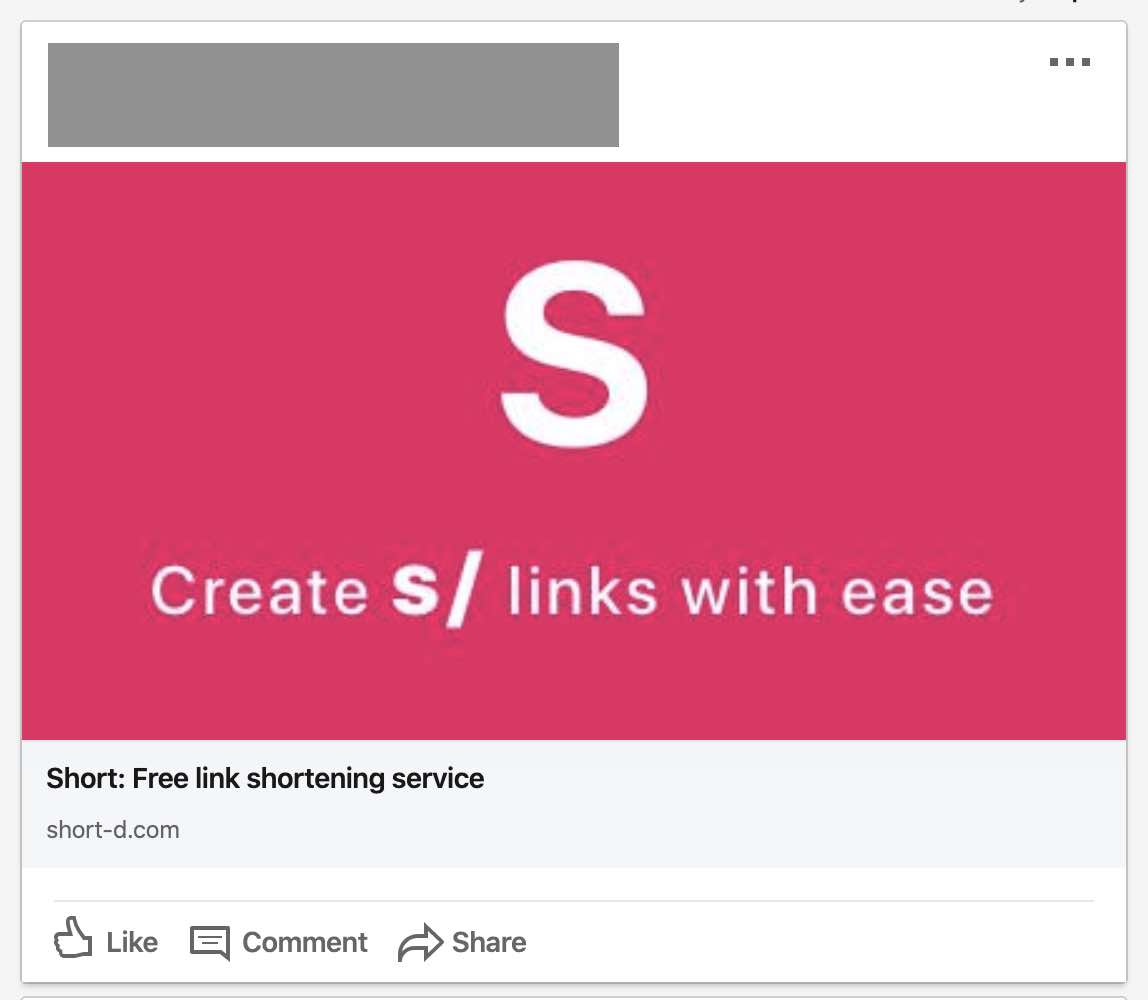 S
Create s/ links with ease
Short: Free link shortening service
short-d.com
Like Comment Share